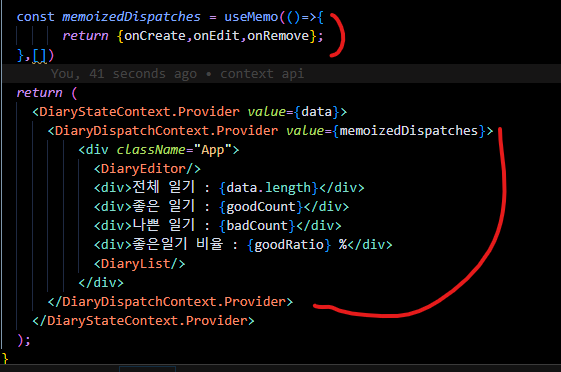 const memoizedDispatches = useMemo(()=>{
return {onCreate,onEdit,onRemove};
},[])
You, 41 seconds ago • context api
return (
<DiaryStateContext.Provider value={data}>
<DiaryDispatchContext.Provider value={memoizedDispatches}>
<div className="App">
<DiaryEditor/>
<div>전체 일기 : {data.length}</div>
<div>좋은 일기 : {goodCount}</div>
<div>나쁜 일기 : {badCount}</div>
<div>좋은일기 비율 : {goodRatio} %</div>
<DiaryList/>
</div>
</DiaryDispatchContext.Provider>
</DiaryStateContext.Provider>
);
}